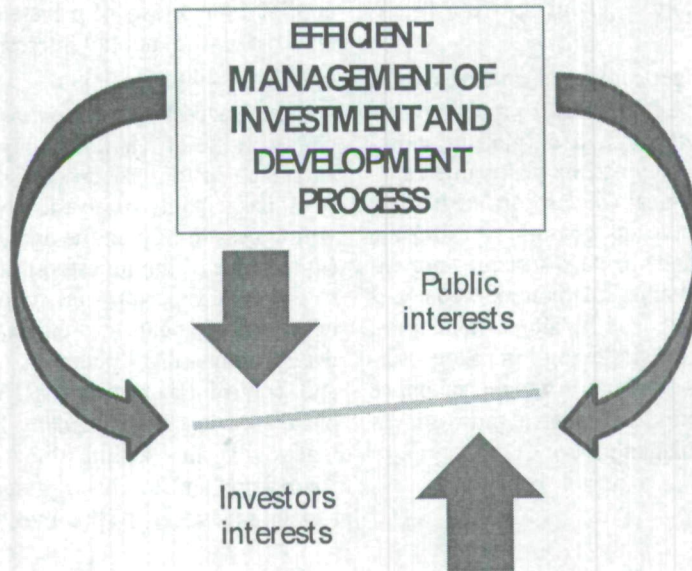 EFFICIENT
MANAGEMENT OF
INVESTMENT AND
DEVELOPMENT
PROCESS
Public
interests
Investors
interests